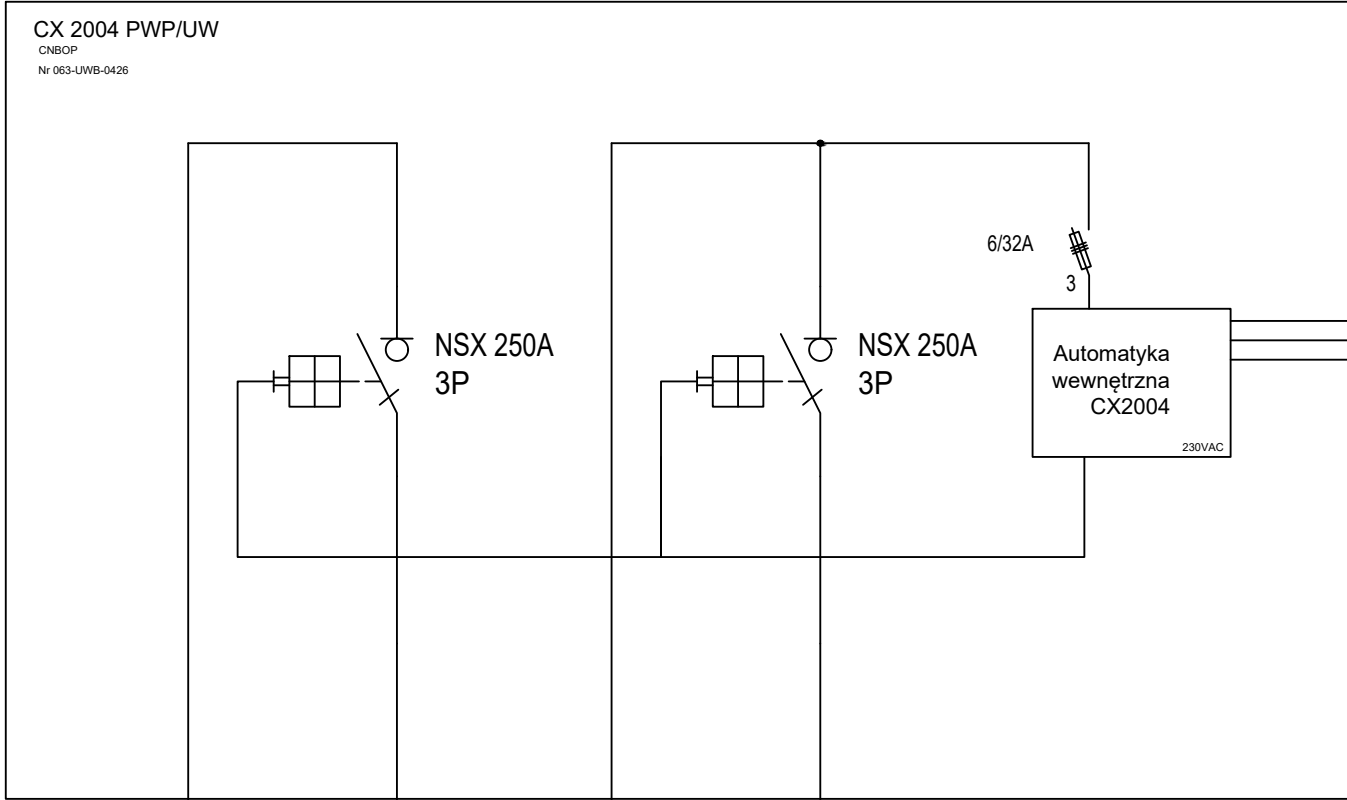 CX 2004 PWP/UW
CNBOP
Nr 063-UWB-0426
6/32A
3
NSX 250A
3P
NSX 250A
3P
Automatyka
wewnętrzna
CX2004
230VAC